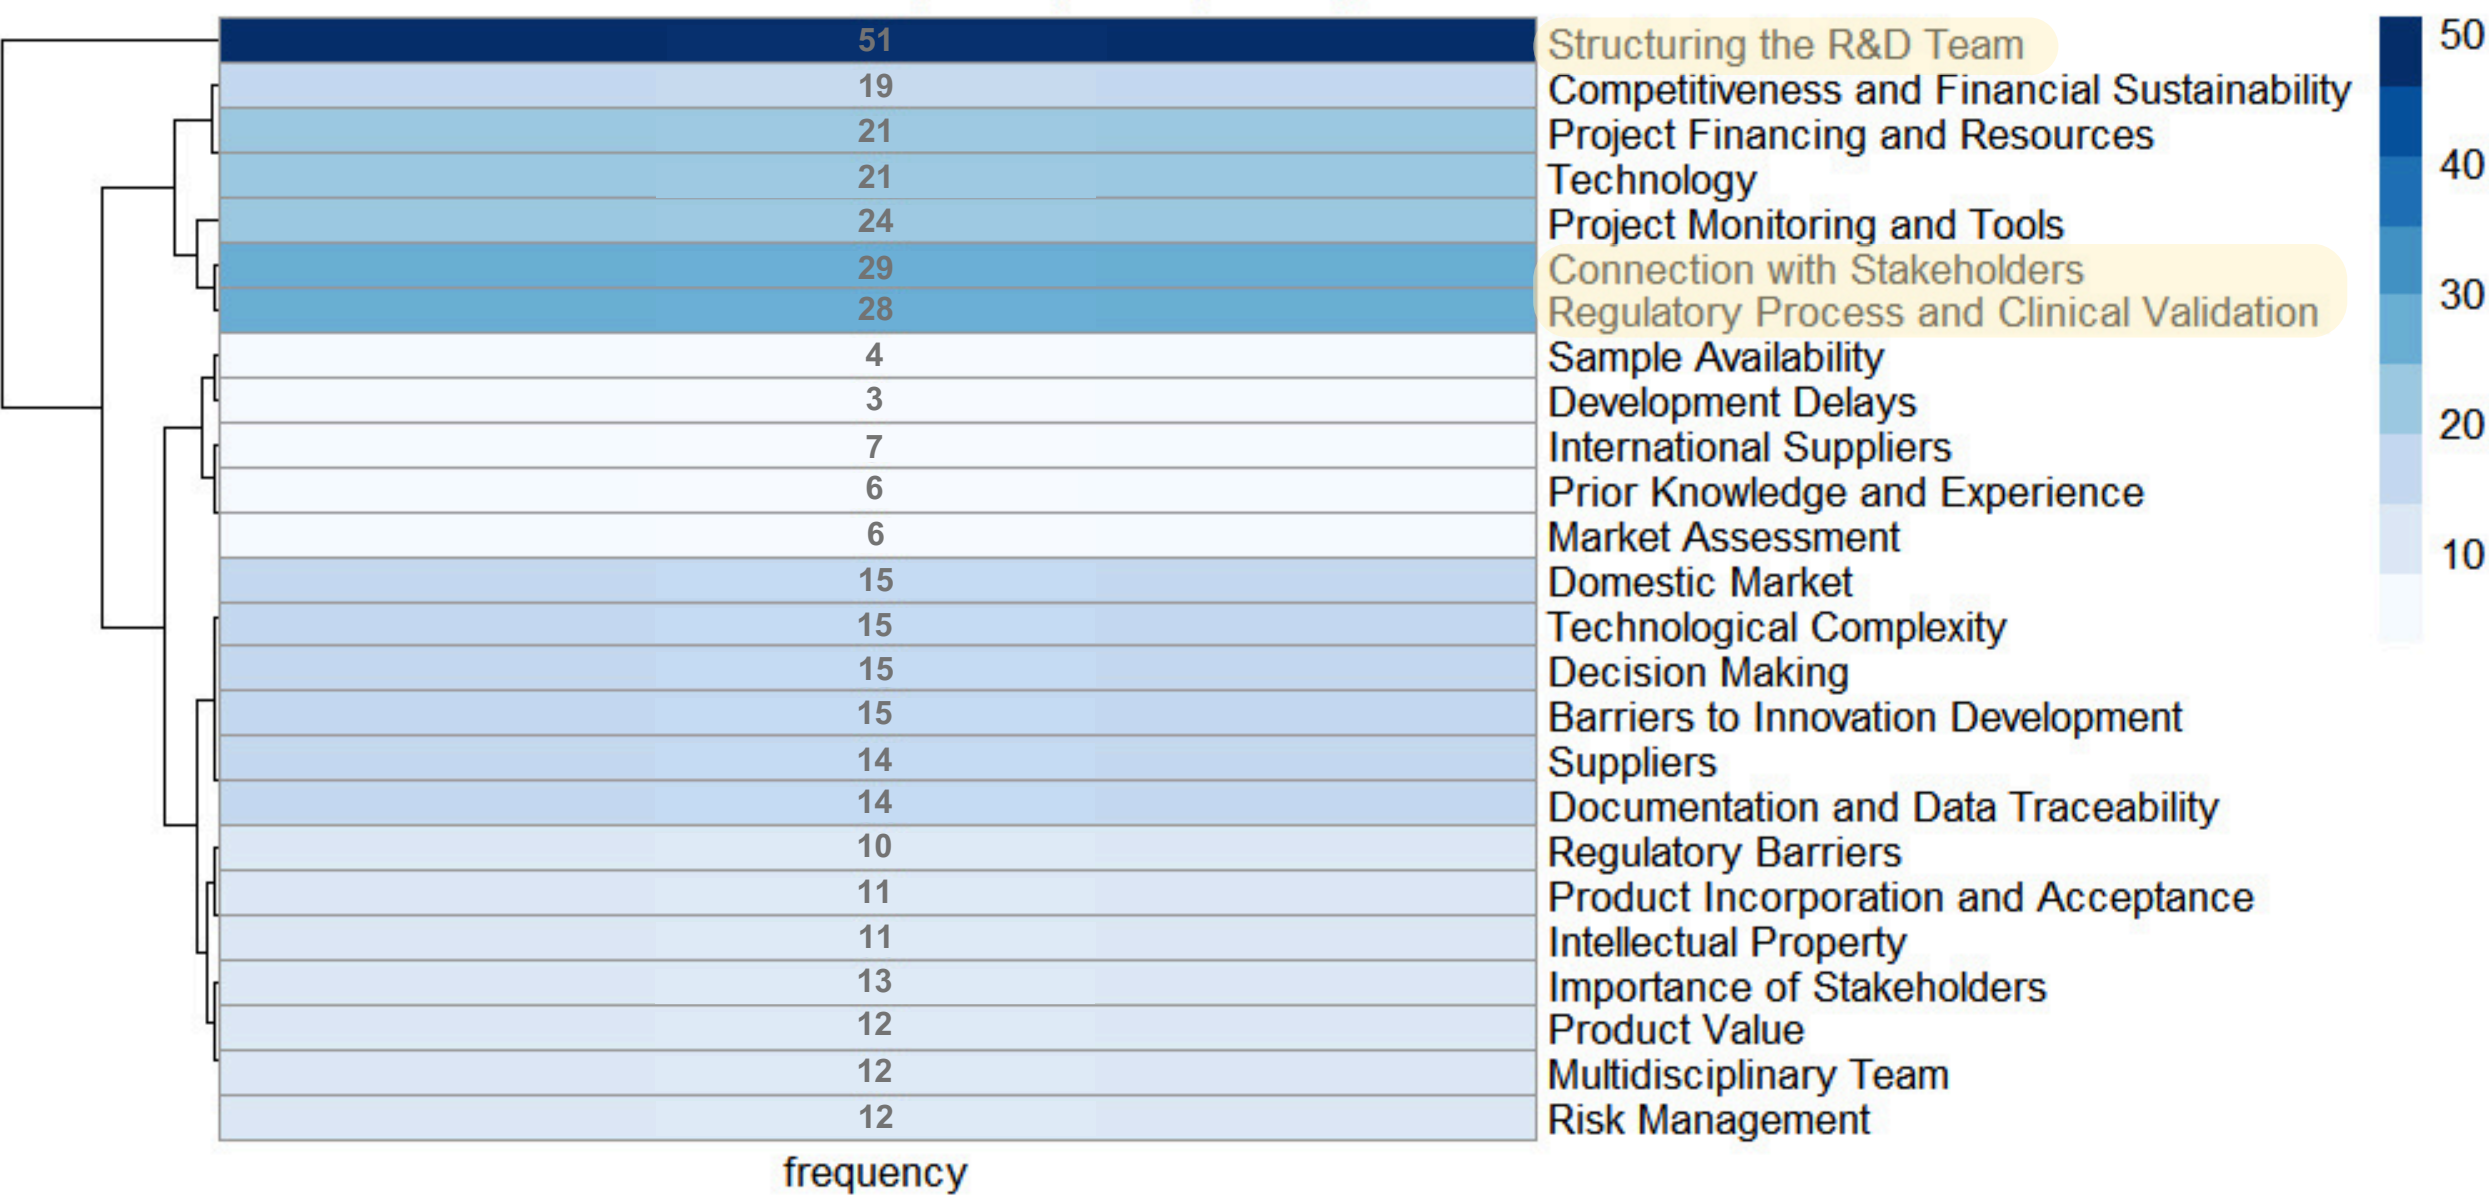 51 Structuring the R&D Team 50
19 Competitiveness and Financial Sustainability
21 Project Financing and Resources
21 Technology 40
24 Project Monitoring and Tools
29 Connection with Stakeholders
28 Regulatory Process and Clinical Validation 30
4 Sample Availability
3 Development Delays 20
7 International Suppliers
6 Prior Knowledge and Experience
6 Market Assessment 10
15 Domestic Market
15 Technological Complexity
15 Decision Making
15 Barriers to Innovation Development
14 Suppliers
14 Documentation and Data Traceability
10 Regulatory Barriers
11 Product Incorporation and Acceptance
11 Intellectual Property
13 Importance of Stakeholders
12 Product Value
12 Multidisciplinary Team
12 Risk Management
frequency